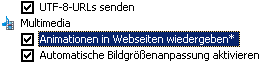 UTF-8-URLs senden
Multimedia
Animationen in Webseiten wiedergeben*
Automatische Bildgrößenanpassung aktivieren